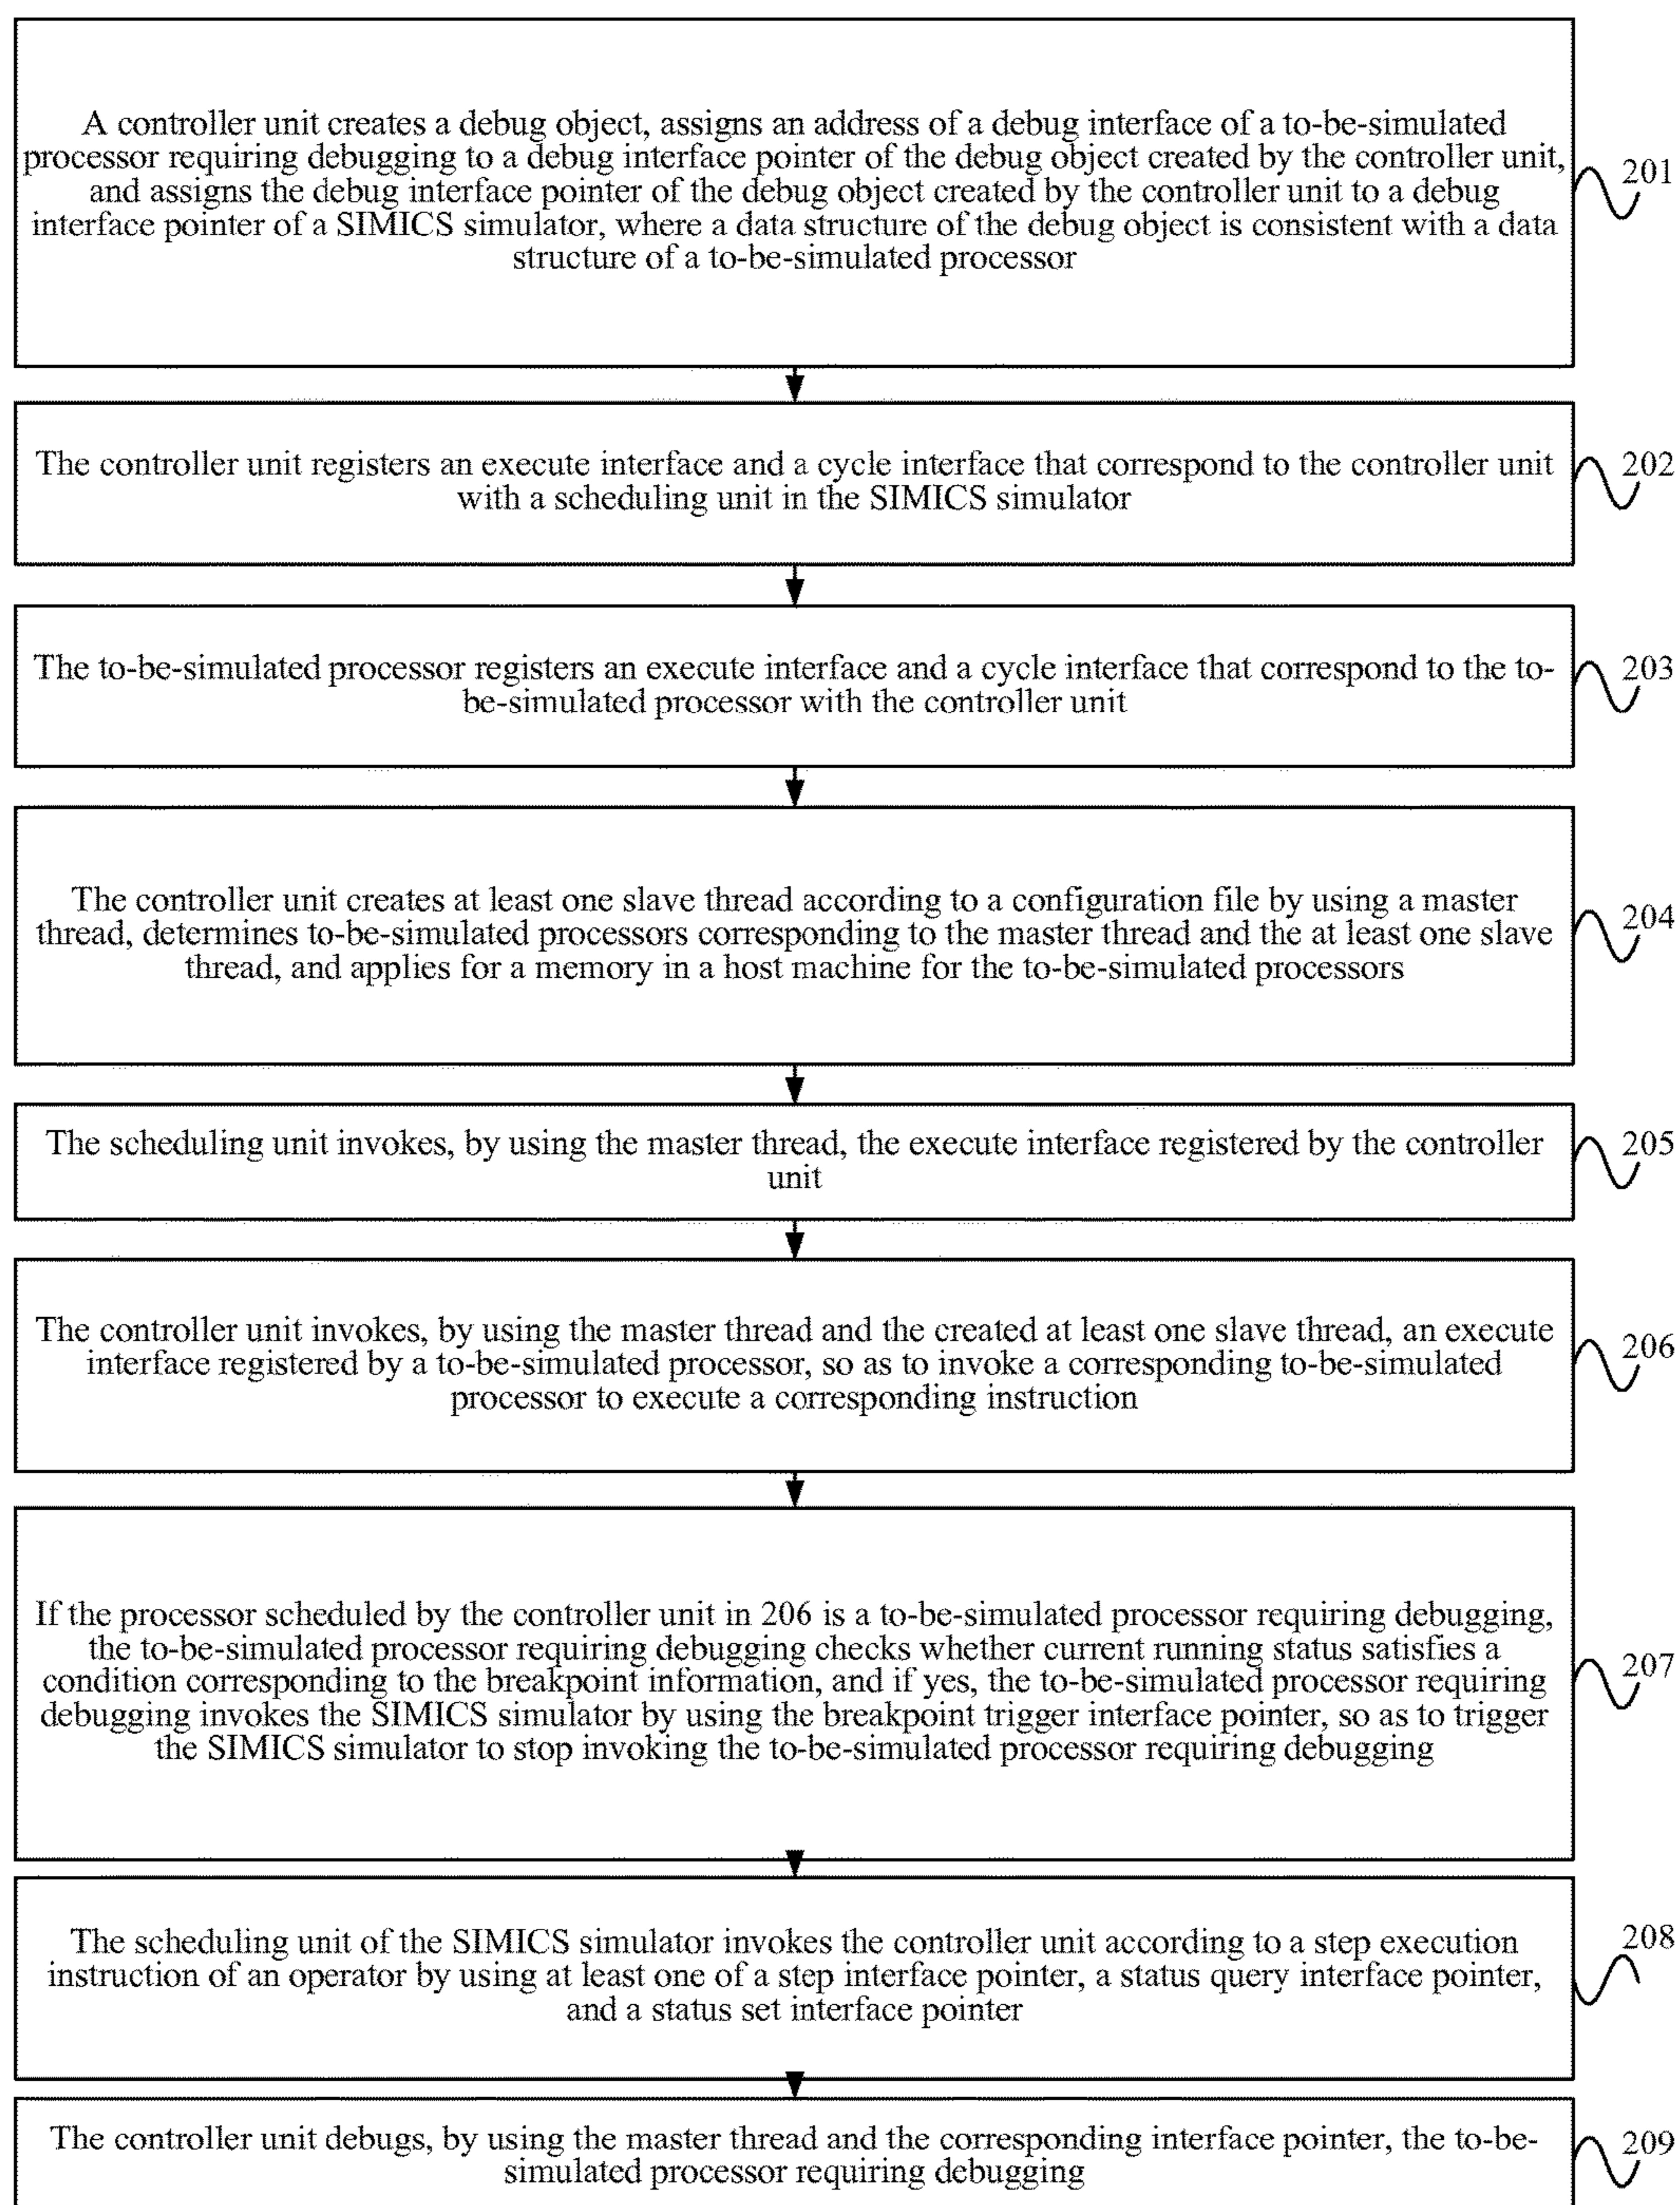 A controller unit creates a debug object, assigns an address of a debug interface of a to-be-simulated
processor requiring debugging to a debug interface pointer of the debug object created by the controller unit,
and assigns the debug interface pointer of the debug object created by the controller unit to a debug
interface pointer of a SIMICS simulator, where a data structure of the debug object is consistent with a data
structure of a to-be-simulated processor
201
The controller unit registers an execute interface and a cycle interface that correspond to the controller unit
with a scheduling unit in the SIMICS simulator
202
The to-be-simulated processor registers an execute interface and a cycle interface that correspond to the to-
be-simulated processor with the controller unit
203
The controller unit creates at least one slave thread according to a configuration file by using a master
thread, determines to-be-simulated processors corresponding to the master thread and the at least one slave
thread, and applies for a memory in a host machine for the to-be-simulated processors
204
The scheduling unit invokes, by using the master thread, the execute interface registered by the controller
unit
205
The controller unit invokes, by using the master thread and the created at least one slave thread, an execute
interface registered by a to-be-simulated processor, so as to invoke a corresponding to-be-simulated
processor to execute a corresponding instruction
206
If the processor scheduled by the controller unit in 206 is a to-be-simulated processor requiring debugging,
the to-be-simulated processor requiring debugging checks whether current running status satisfies a
condition corresponding to the breakpoint information, and if yes, the to-be-simulated processor requiring
debugging invokes the SIMICS simulator by using the breakpoint trigger interface pointer, so as to trigger
the SIMICS simulator to stop invoking the to-be-simulated processor requiring debugging
207
The scheduling unit of the SIMICS simulator invokes the controller unit according to a step execution
instruction of an operator by using at least one of a step interface pointer, a status query interface pointer,
and a status set interface pointer
208
The controller unit debugs, by using the master thread and the corresponding interface pointer, the to-be-
simulated processor requiring debugging
209